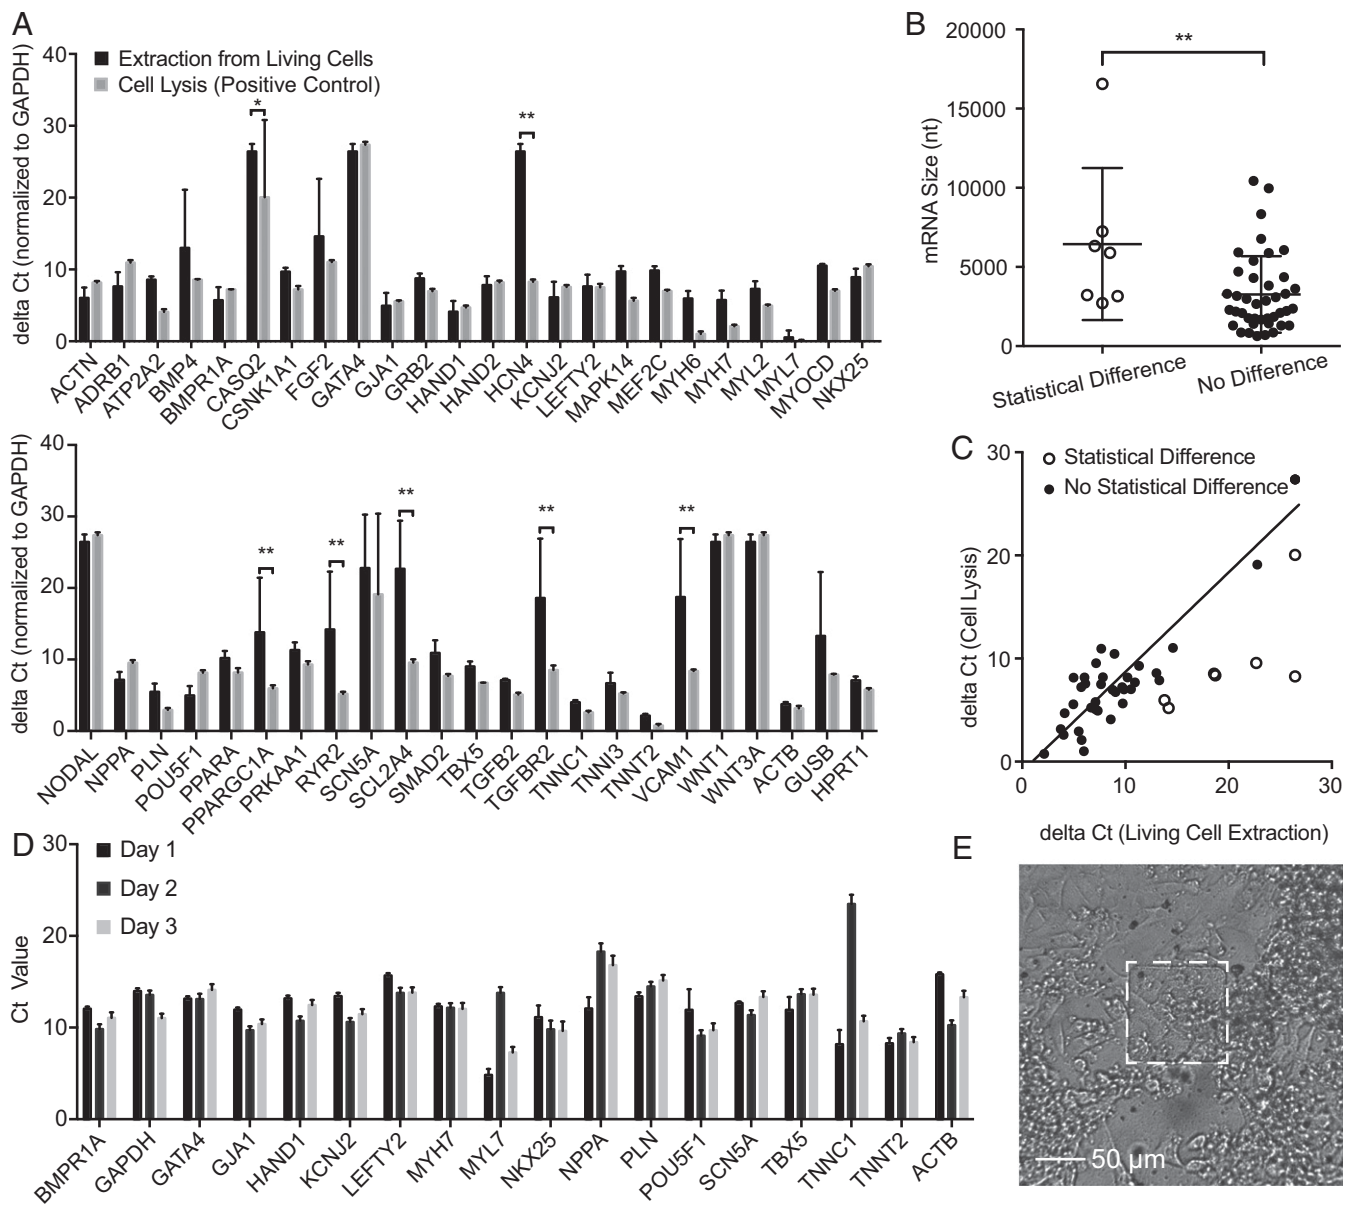 A
delta Ct (normalized to GAPDH)
40
30
20
10
0
Extraction from Living Cells
Cell Lysis (Positive Control)
*
**
ACTN
ADRB1
ATP2A2
BMP4
BMPR1A
CASQ2
CSNK1A1
FGF2
GATA4
GJA1
GRB2
HAND1
HAND2
HCN4
KCNJ2
LEFTY2
MAPK14
MEF2C
MYH6
MYH7
MYL2
MYL7
MYOCD
NKX25
delta Ct (normalized to GAPDH)
40
30
20
10
0
**
**
**
**
**
NODAL
NPPA
PLN
POU5F1
PPARA
PPARGC1A
PRKAA1
RYR2
SCN5A
SCL2A4
SMAD2
TBX5
TGFB2
TGFBR2
TNNC1
TNNI3
TNNT2
VCAM1
WNT1
WNT3A
ACTB
GUSB
HPRT1
B
mRNA Size (nt)
20000
15000
10000
5000
0
**
Statistical Difference
No Difference
C
delta Ct (Cell Lysis)
30
20
10
0
Statistical Difference
No Statistical Difference
0
10
20
30
delta Ct (Living Cell Extraction)
D
Ct Value
30
20
10
0
Day 1
Day 2
Day 3
BMPR1A
GAPDH
GATA4
GJA1
HAND1
KCNJ2
LEFTY2
MYH7
MYL7
NKX25
NPPA
PLN
POU5F1
SCN5A
TBX5
TNNC1
TNNT2
ACTB
E
50 μm